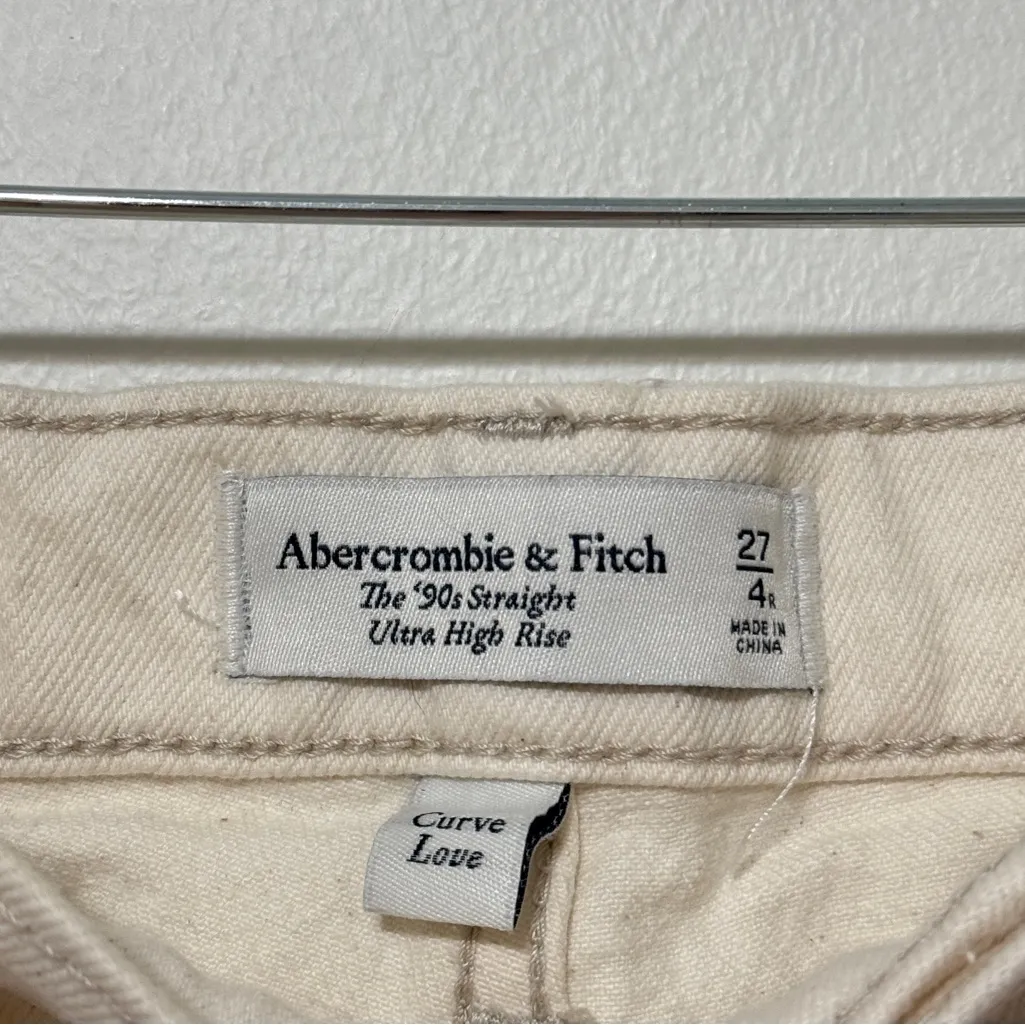 Abercrombie & Fitch
The ‘90s Straight
Ultra High Rise
27
4R
MADE IN
CHINA
Curve
Love